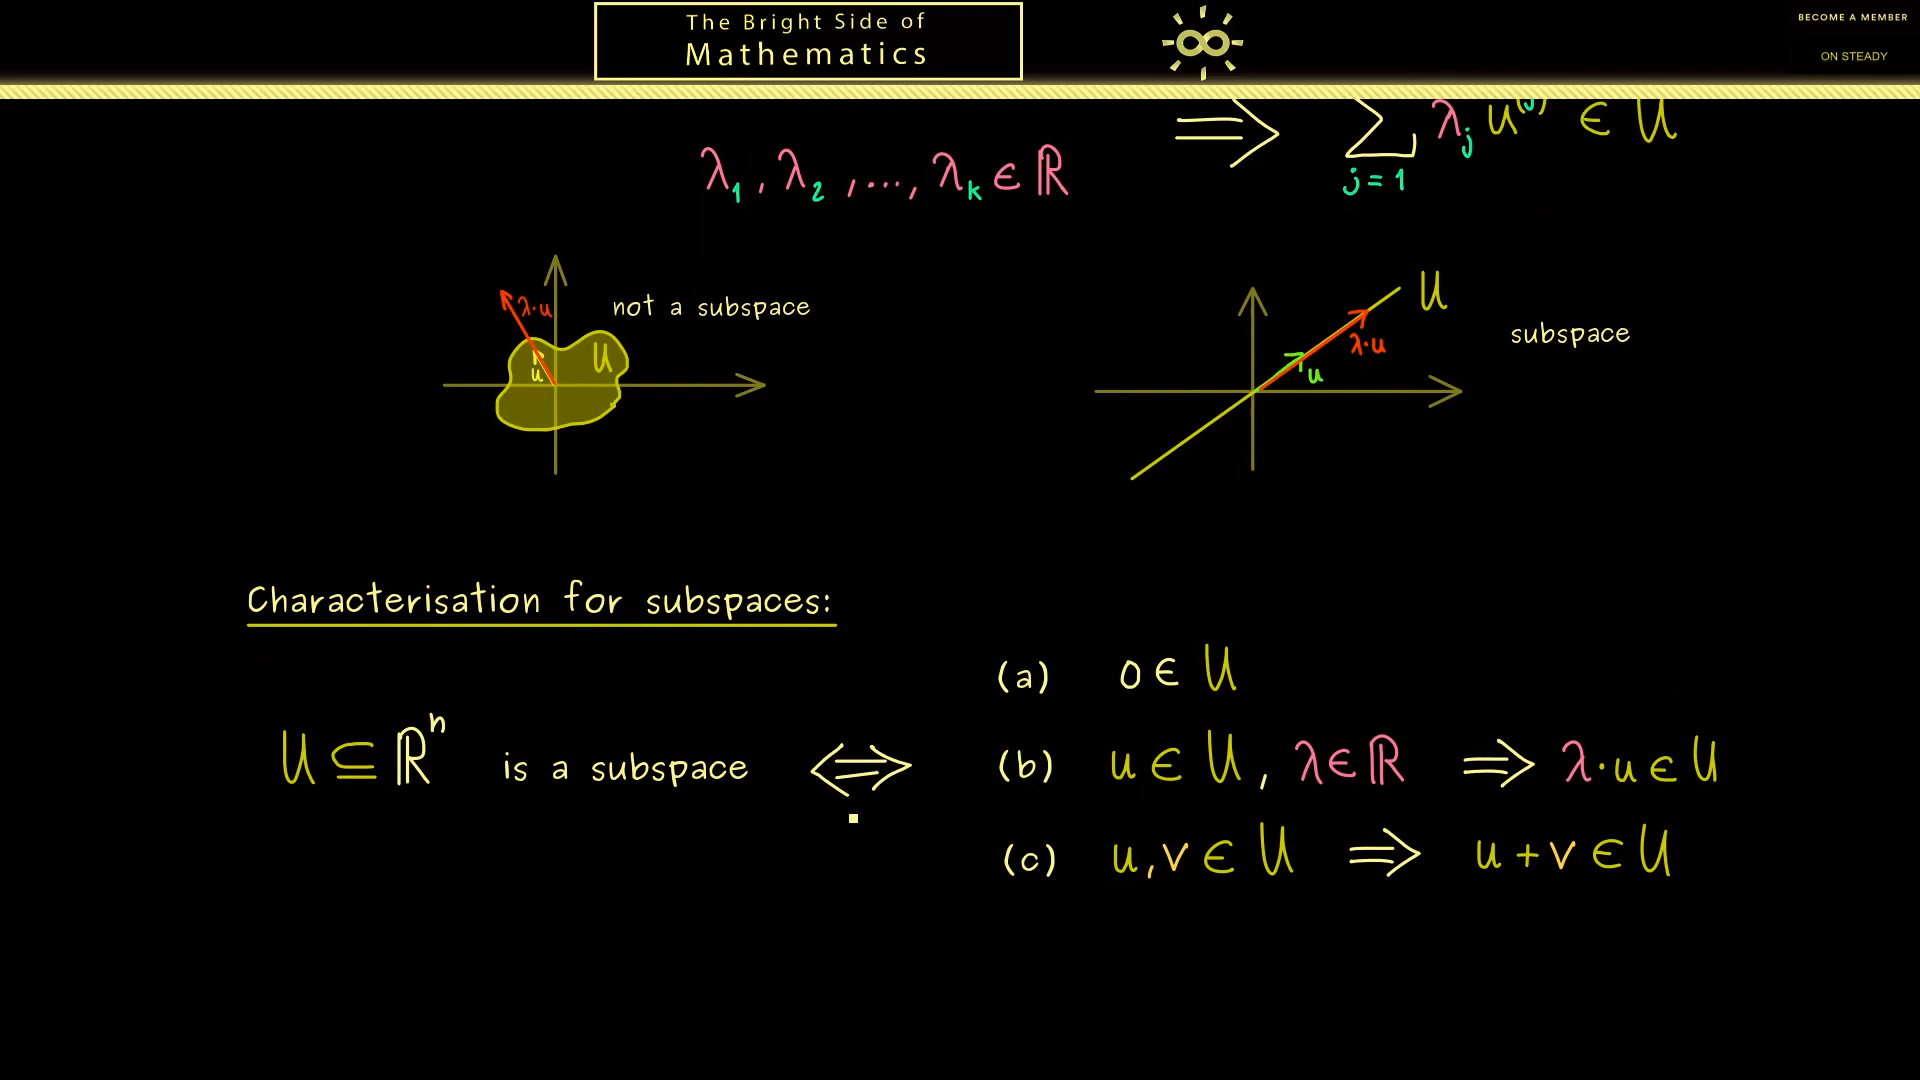 The Bright Side of
Mathematics
BECOME A MEMBER
ON STEADY
λ₁, λ₂, ..., λₖ ∈ ℝ
⟹ ∑ λⱼ u⁽ʲ⁾ ∈ U
j = 1
λ·u
not a subspace
U
u
U
subspace
λ·u
u
Characterisation for subspaces:
(a) 0 ∈ U
U ⊆ ℝⁿ is a subspace ⟺ (b) u ∈ U, λ ∈ ℝ ⟹ λ·u ∈ U
(c) u, v ∈ U ⟹ u + v ∈ U